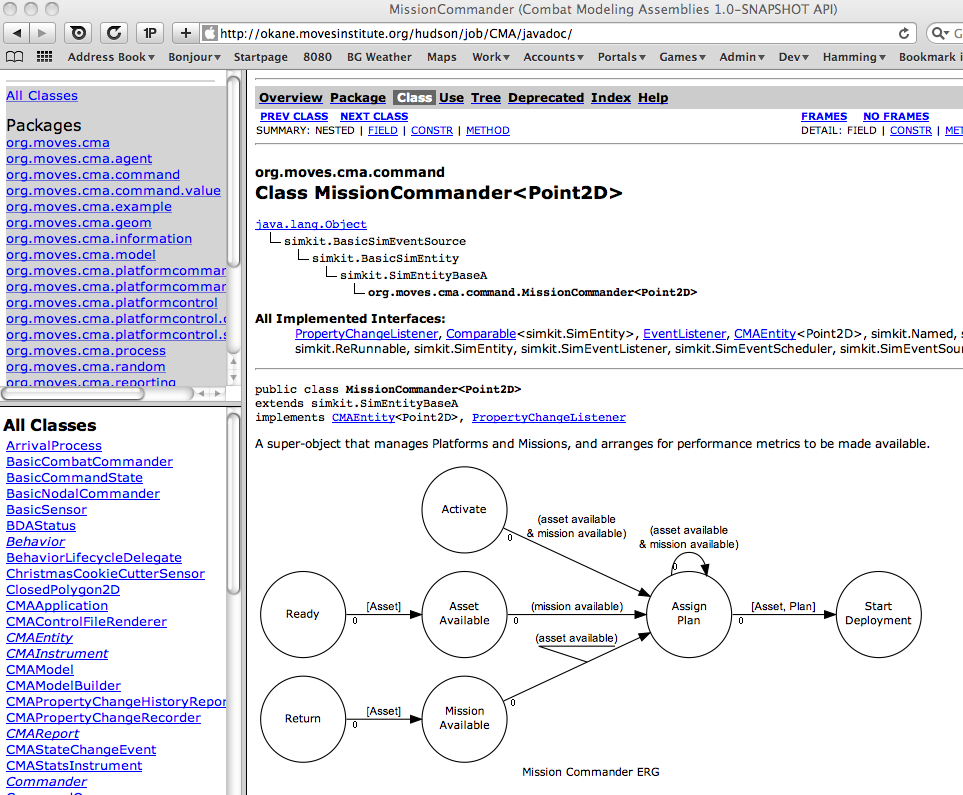 MissionCommander (Combat Modeling Assemblies 1.0-SNAPSHOT API)
1P
+
http://okane.movesinstitute.org/hudson/job/CMA/javadoc/
G
Address Book Bonjour Startpage 8080 BG Weather Maps Work Accounts Portals Games Admin Dev Hamming Bookmark i
All Classes
Packages
org.moves.cma
org.moves.cma.agent
org.moves.cma.command
org.moves.cma.command.value
org.moves.cma.example
org.moves.cma.geom
org.moves.cma.information
org.moves.cma.model
org.moves.cma.platformcommar
org.moves.cma.platformcommar
org.moves.cma.platformcontrol
org.moves.cma.platformcontrol.c
org.moves.cma.platformcontrol.s
org.moves.cma.process
org.moves.cma.random
org.moves.cma.reporting
All Classes
ArrivalProcess
BasicCombatCommander
BasicCommandState
BasicNodalCommander
BasicSensor
BDAStatus
Behavior
BehaviorLifecycleDelegate
ChristmasCookieCutterSensor
ClosedPolygon2D
CMAApplication
CMAControlFileRenderer
CMAEntity
CMAInstrument
CMAModel
CMAModelBuilder
CMAPropertyChangeHistoryRepor
CMAPropertyChangeRecorder
CMAReport
CMAStateChangeEvent
CMAStatsInstrument
Commander
Overview Package Class Use Tree Deprecated Index Help
PREV CLASS NEXT CLASS
FRAMES NO FRAMES
SUMMARY: NESTED | FIELD | CONSTR | METHOD
DETAIL: FIELD | CONSTR | MET
org.moves.cma.command
Class MissionCommander<Point2D>
java.lang.Object
simkit.BasicSimEventSource
simkit.BasicSimEntity
simkit.SimEntityBaseA
org.moves.cma.command.MissionCommander<Point2D>
All Implemented Interfaces:
PropertyChangeListener, Comparable<simkit.SimEntity>, EventListener, CMAEntity<Point2D>, simkit.Named, s
simkit.ReRunnable, simkit.SimEntity, simkit.SimEventListener, simkit.SimEventScheduler, simkit.SimEventSour
public class MissionCommander<Point2D>
extends simkit.SimEntityBaseA
implements CMAEntity<Point2D>, PropertyChangeListener
A super-object that manages Platforms and Missions, and arranges for performance metrics to be made available.
Activate
0
(asset available
& mission available)
(asset available
& mission available)
0
Ready
[Asset]
0
Asset
Available
(mission available)
0
Assign
Plan
[Asset, Plan]
0
Start
Deployment
(asset available)
Return
[Asset]
0
Mission
Available
0
Mission Commander ERG